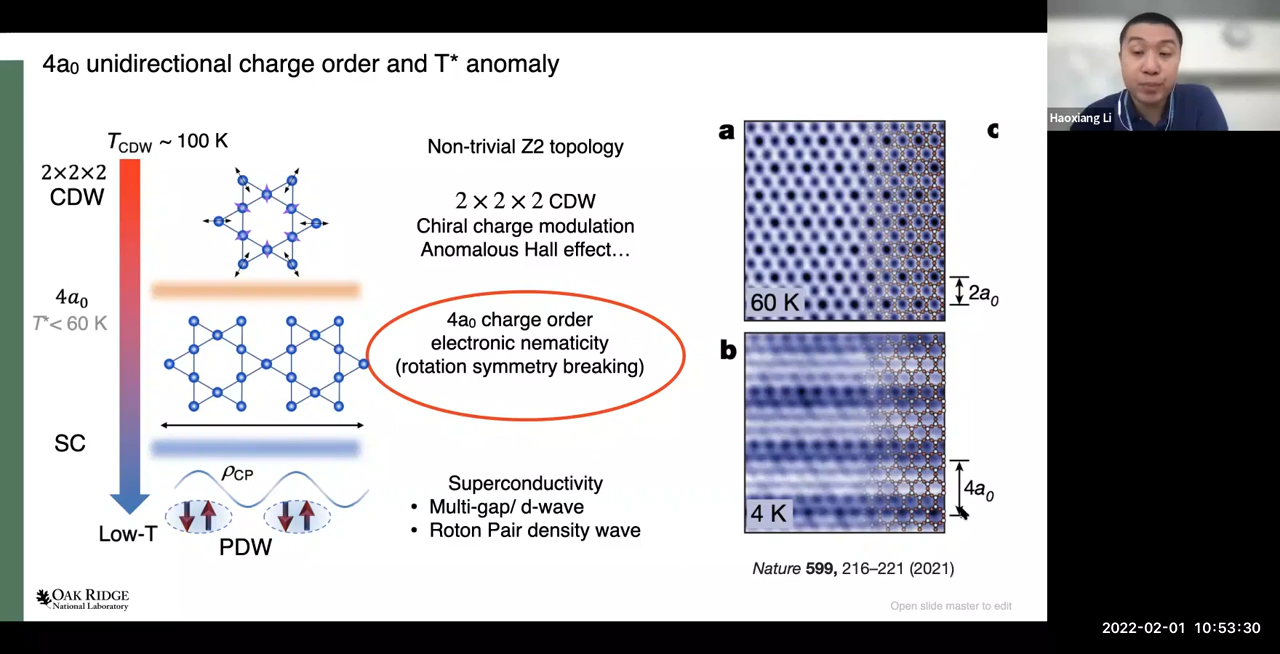 4a₀ unidirectional charge order and T* anomaly
T_CDW ~ 100 K
2×2×2
CDW
4a₀
T*< 60 K
SC
Low-T
ρ_CP
PDW
Non-trivial Z2 topology
2 × 2 × 2 CDW
Chiral charge modulation
Anomalous Hall effect…
4a₀ charge order
electronic nematicity
(rotation symmetry breaking)
Superconductivity
• Multi-gap/ d-wave
• Roton Pair density wave
a
c
60 K
2a₀
b
4 K
4a₀
Nature 599, 216–221 (2021)
OAK RIDGE
National Laboratory
Open slide master to edit
Haoxiang Li
2022-02-01 10:53:30